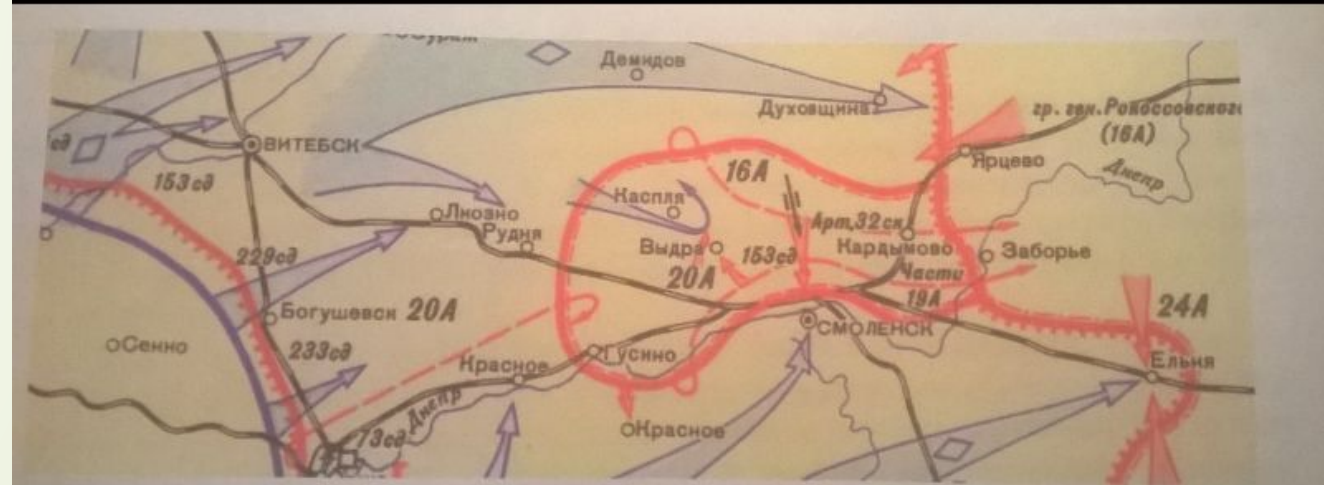 Демидов
Духовщина
гр. ген. Рокоссовского
(16А)
ВИТЕБСК
Ярцево
Днепр
153сд
16А
Каспля
Лиозно
Рудня
Арт, 32ск
Кардымово
Выдра
153сд
Заборье
229сд
20А
Части
19А
24А
Богушевск
20А
СМОЛЕНСК
Сенно
233сд
Гусино
Красное
Ельня
Днепр
Красное
73сд